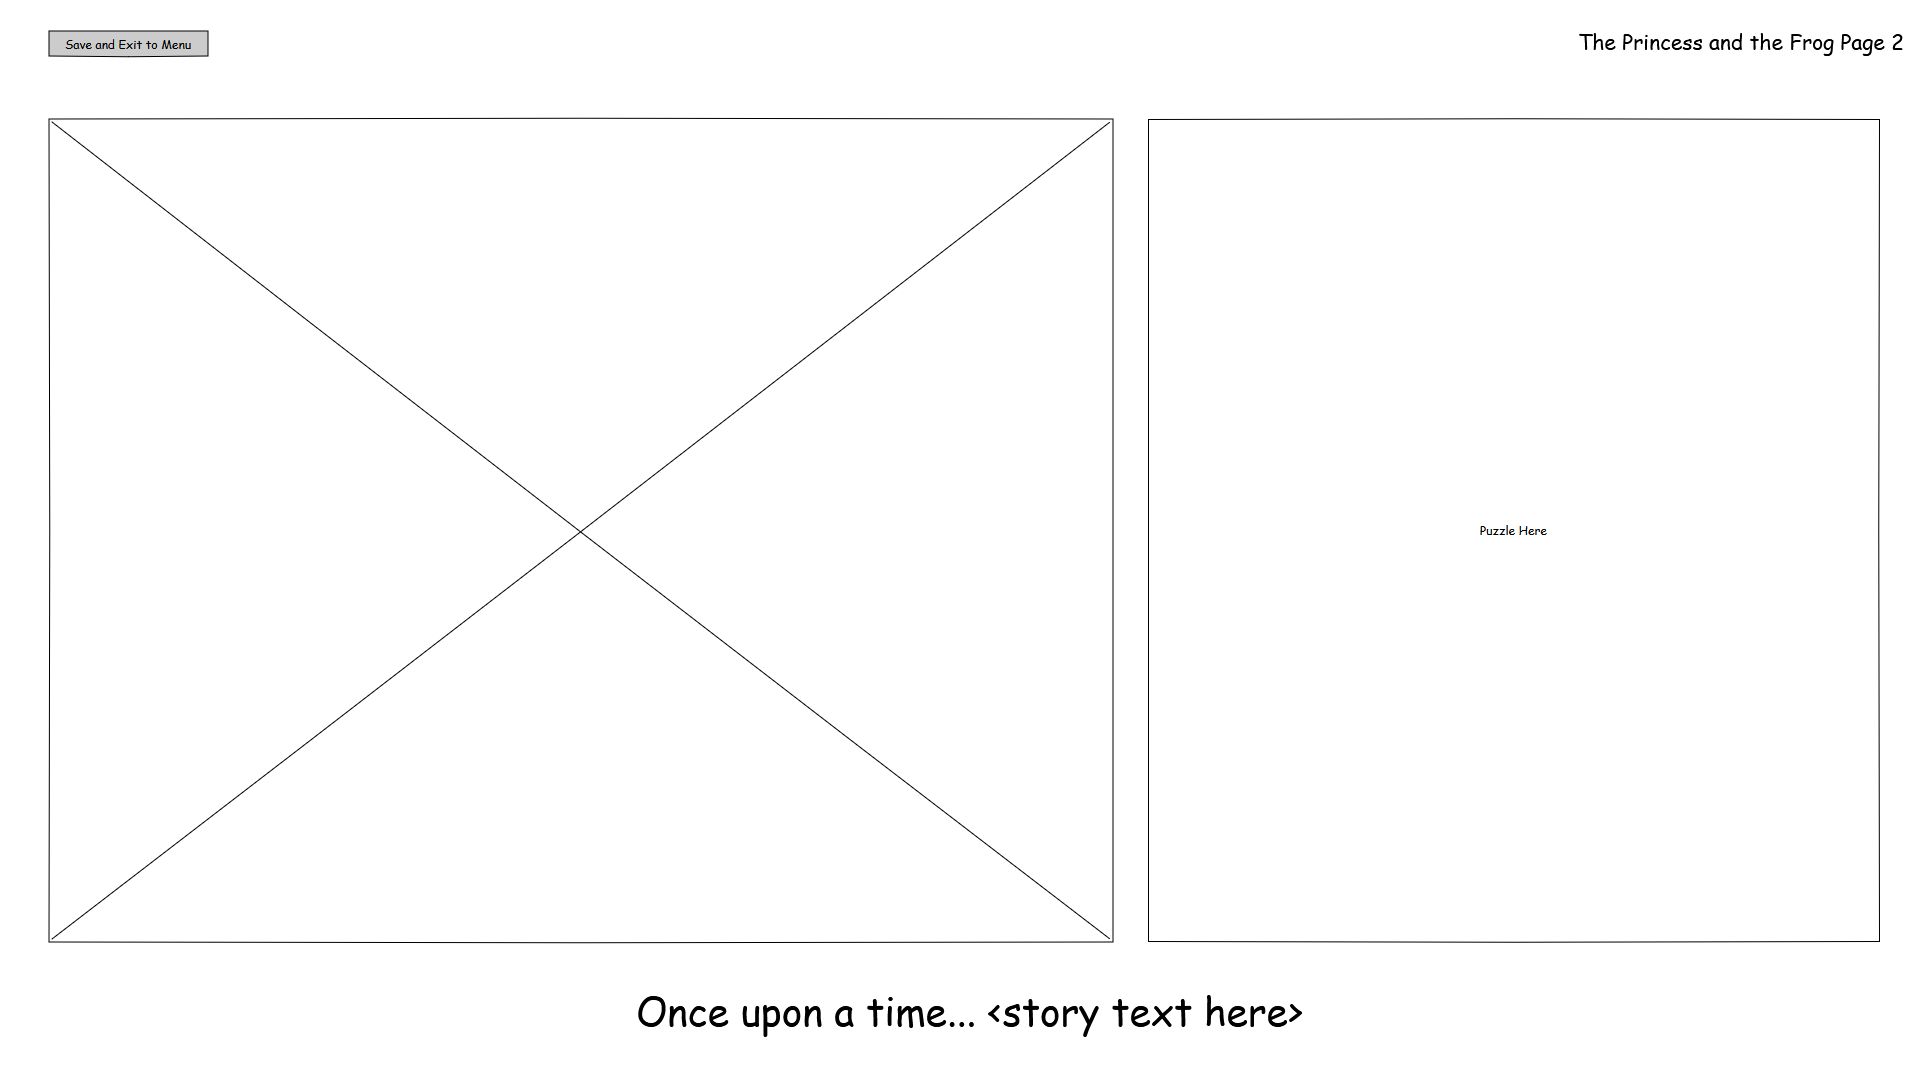 Save and Exit to Menu
The Princess and the Frog Page 2
Puzzle Here
Once upon a time... <story text here>